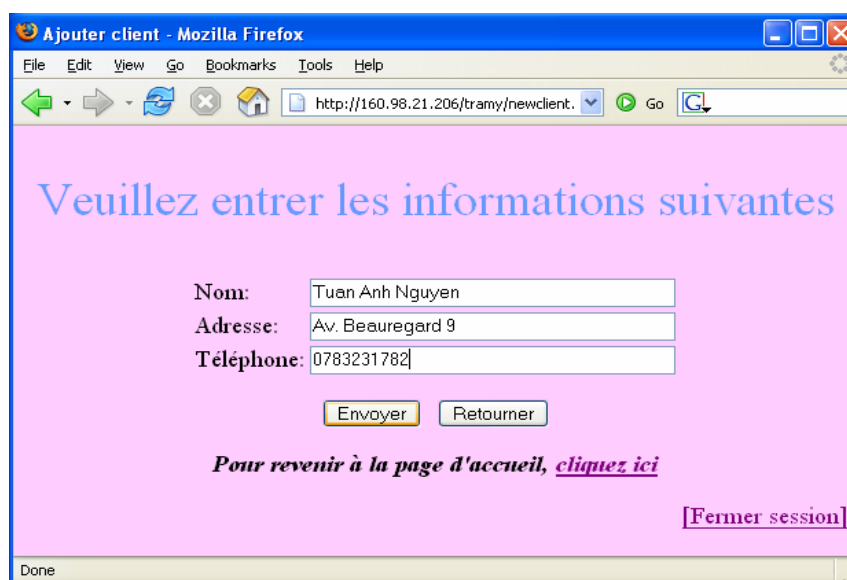 Ajouter client - Mozilla Firefox
File Edit View Go Bookmarks Tools Help
http://160.98.21.206/tramy/newclient. Go G
Veuillez entrer les informations suivantes
Nom: Tuan Anh Nguyen
Adresse: Av. Beauregard 9
Téléphone: 0783231782
Envoyer Retourner
Pour revenir à la page d'accueil, cliquez ici
[Fermer session]
Done